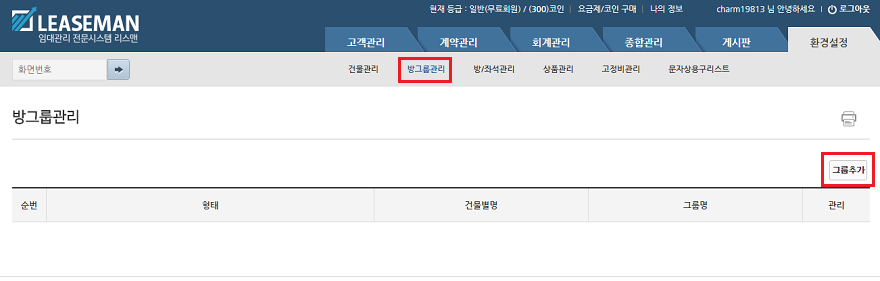 현재 등급 : 일반(무료회원) / (300)코인 | 요금제/코인 구매 | 나의 정보 charm19813 님 안녕하세요 | 로그아웃
LEASEMAN
임대관리 전문시스템 리스맨
고객관리 계약관리 회계관리 종합관리 게시판 환경설정
화면번호 건물관리 방그룹관리 방/좌석관리 상품관리 고정비관리 문자상용구리스트
방그룹관리
그룹추가
순번 형태 건물별명 그룹명 관리